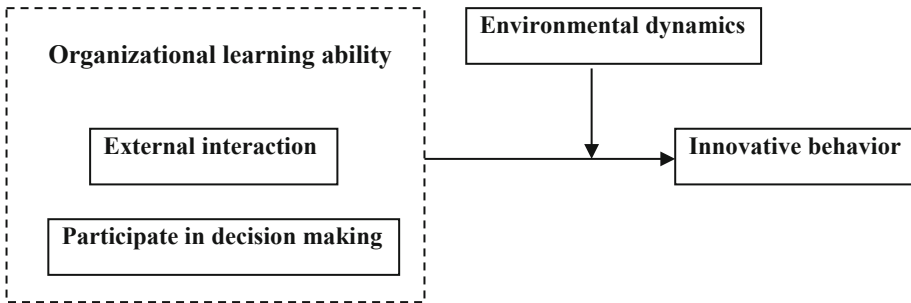 Environmental dynamics
Organizational learning ability
External interaction
Innovative behavior
Participate in decision making